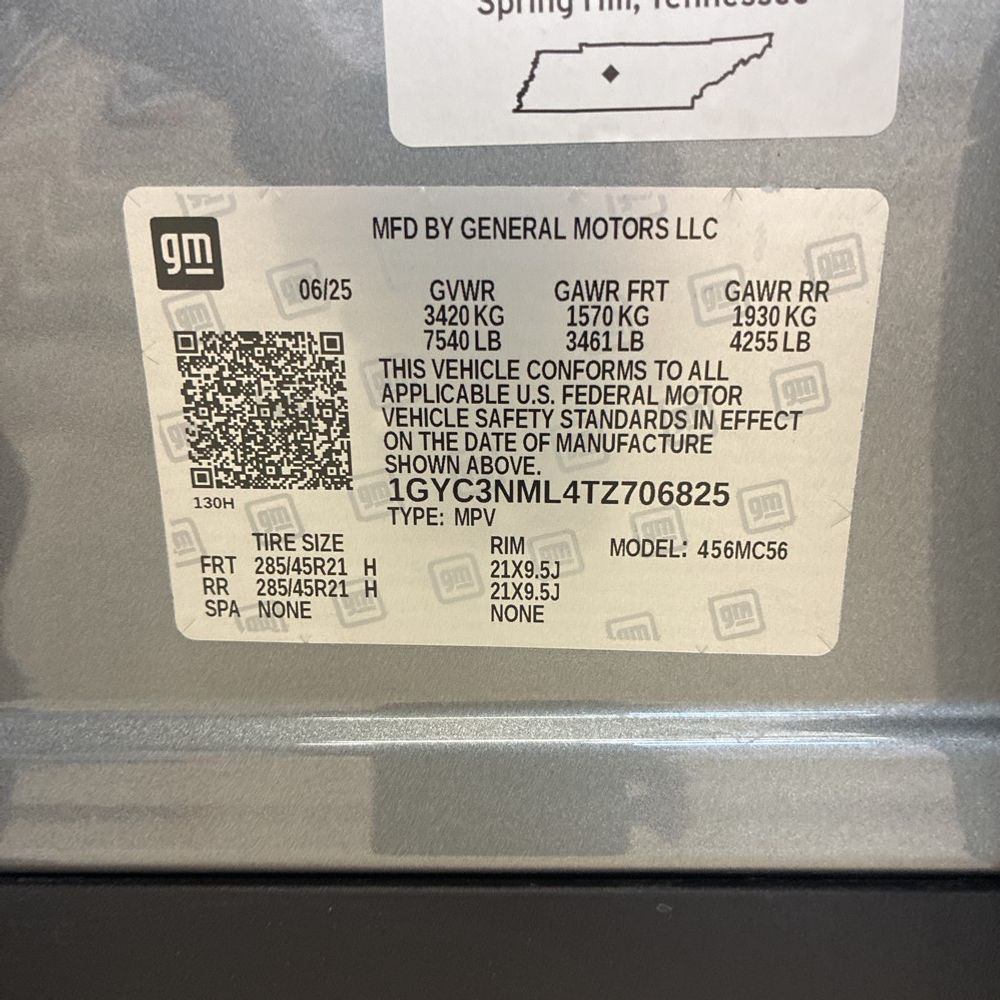 Spring Hill, Tennessee
gm
MFD BY GENERAL MOTORS LLC
06/25 GVWR GAWR FRT GAWR RR
3420 KG 1570 KG 1930 KG
7540 LB 3461 LB 4255 LB
THIS VEHICLE CONFORMS TO ALL
APPLICABLE U.S. FEDERAL MOTOR
VEHICLE SAFETY STANDARDS IN EFFECT
ON THE DATE OF MANUFACTURE
SHOWN ABOVE.
1GYC3NML4TZ706825
130H
TYPE: MPV
TIRE SIZE RIM MODEL: 456MC56
FRT 285/45R21 H 21X9.5J
RR 285/45R21 H 21X9.5J
SPA NONE NONE